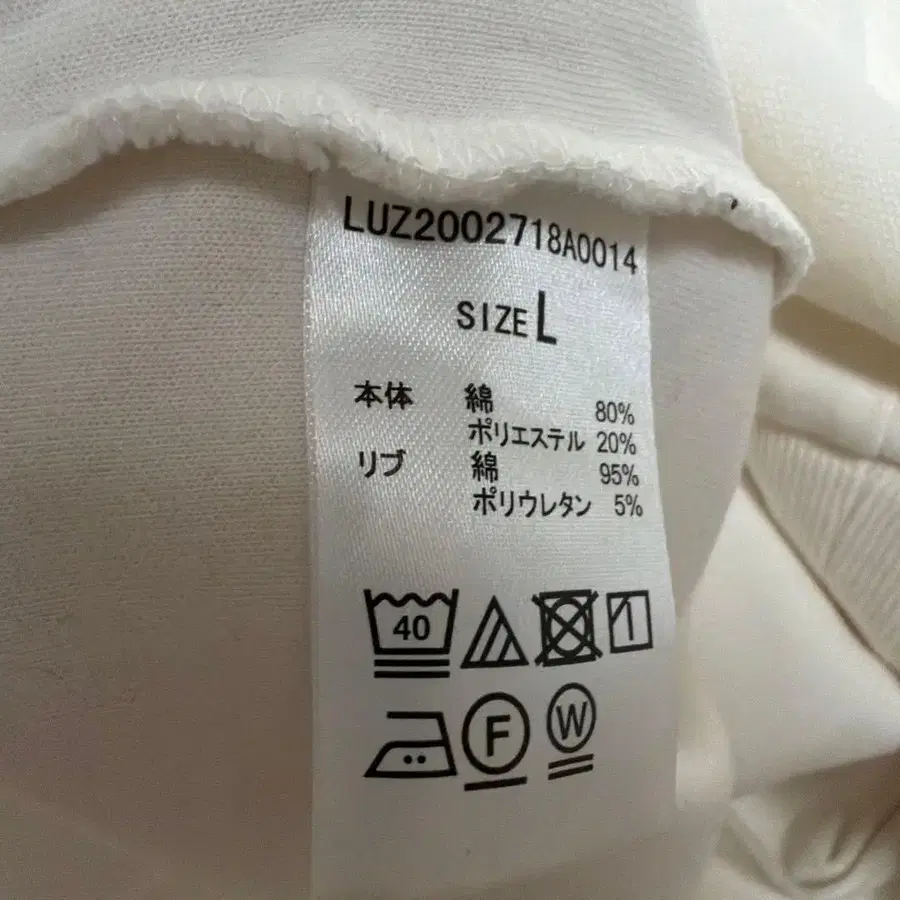 LUZ2002718A0014
SIZE L
本体 綿 80%
ポリエステル 20%
リブ 綿 95%
ポリウレタン 5%
40
F W